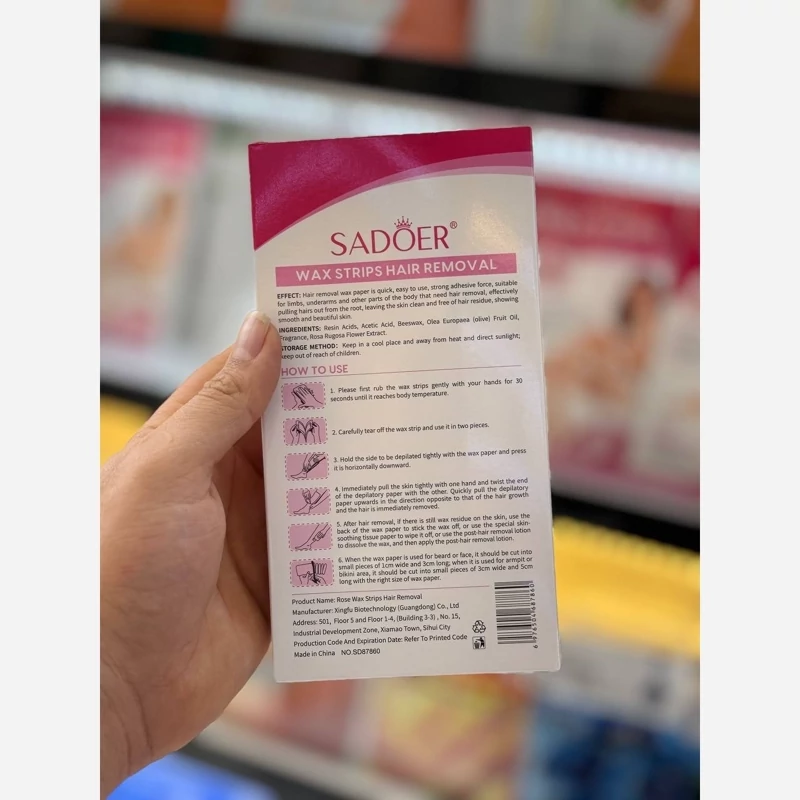 SADOER®
WAX STRIPS HAIR REMOVAL
EFFECT: Hair removal wax paper is quick, easy to use, strong adhesive force, suitable
for limbs, underarms and other parts of the body that need hair removal, effectively
pulling hairs out from the root, leaving the skin clean and free of hair residue, showing
smooth and beautiful skin.
INGREDIENTS: Resin Acids, Acetic Acid, Beeswax, Olea Europaea (olive) Fruit Oil,
Fragrance, Rosa Rugosa Flower Extract.
STORAGE METHOD: Keep in a cool place and away from heat and direct sunlight;
keep out of reach of children.
HOW TO USE
1. Please first rub the wax strips gently with your hands for 30
seconds until it reaches body temperature.
2. Carefully tear off the wax strip and use it in two pieces.
3. Hold the side to be depilated tightly with the wax paper and press
it is horizontally downward.
4. Immediately pull the skin tightly with one hand and twist the end
of the depilatory paper with the other. Quickly pull the depilatory
paper upwards in the direction opposite to that of the hair growth
and the hair is immediately removed.
5. After hair removal, if there is still wax residue on the skin, use the
back of the wax paper to stick the wax off, or use the special skin-
soothing tissue paper to wipe it off, or use the post-hair removal lotion
to dissolve the wax, and then apply the post-hair removal lotion.
6. When the wax paper is used for beard or face, it should be cut into
small pieces of 1cm wide and 3cm long; when it is used for armpit or
bikini area, it should be cut into small pieces of 3cm wide and 5cm
long with the right size of wax paper.
Product Name: Rose Wax Strips Hair Removal
Manufacturer: Xingfu Biotechnology (Guangdong) Co., Ltd
Address: 501, Floor 5 and Floor 1-4, (Building 3-3) , No. 15,
Industrial Development Zone, Xiamao Town, Sihui City
Production Code And Expiration Date: Refer To Printed Code
Made in China NO.SD87860